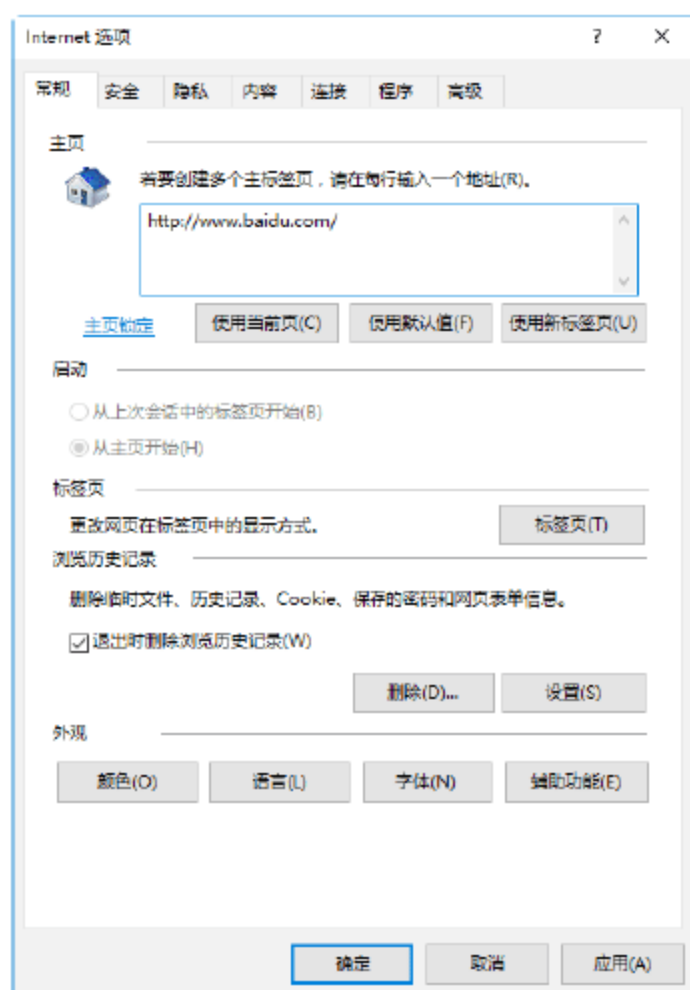 Internet 选项 ? ×
常规 安全 隐私 内容 连接 程序 高级
主页
若要创建多个主标签页，请在每行输入一个地址(R)。
http://www.baidu.com/
主页锁定 使用当前页(C) 使用默认值(F) 使用新标签页(U)
启动
从上次会话中的标签页开始(B)
从主页开始(H)
标签页
更改网页在标签页中的显示方式。 标签页(T)
浏览历史记录
删除临时文件、历史记录、Cookie、保存的密码和网页表单信息。
退出时删除浏览历史记录(W)
删除(D)... 设置(S)
外观
颜色(O) 语言(L) 字体(N) 辅助功能(E)
确定 取消 应用(A)